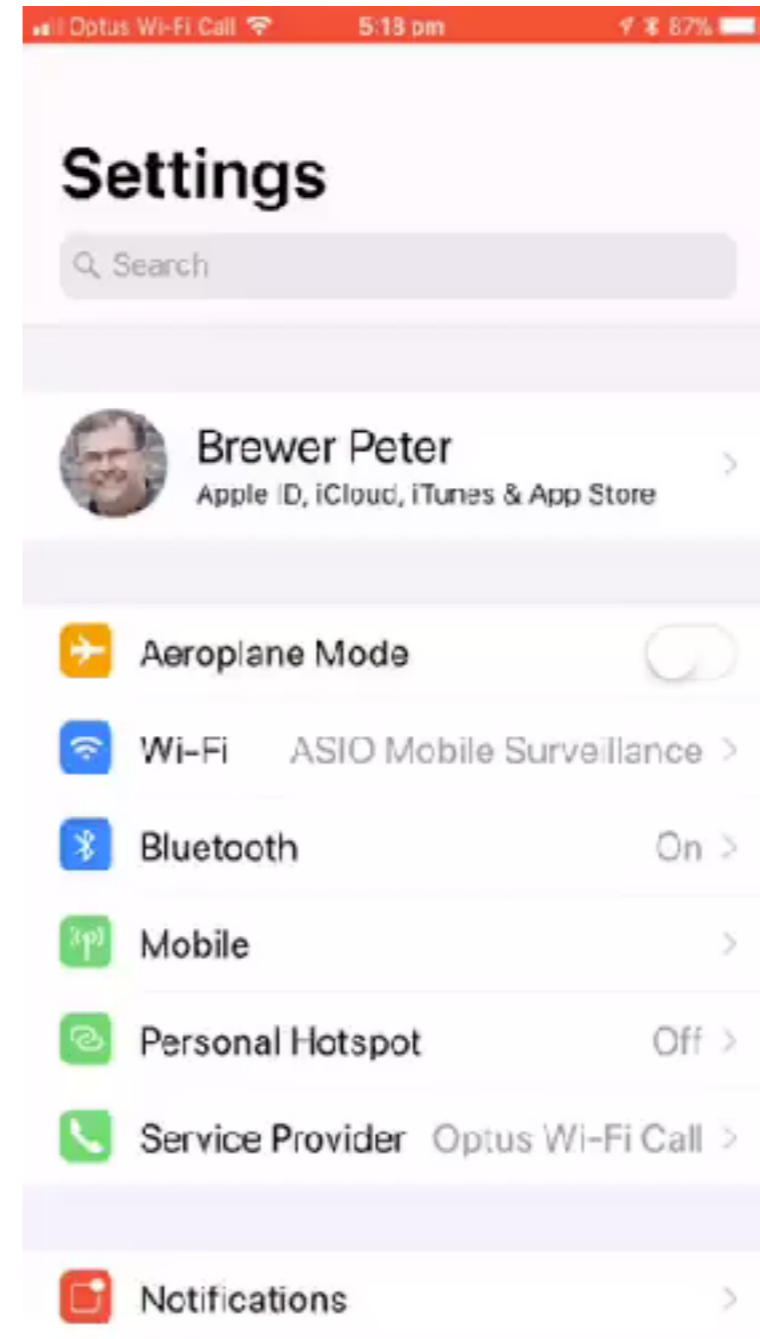 Optus Wi-Fi Call 5:18 pm 87%
Settings
Search
Brewer Peter
Apple ID, iCloud, iTunes & App Store
Aeroplane Mode
Wi-Fi ASIO Mobile Surveillance
Bluetooth On
Mobile
Personal Hotspot Off
Service Provider Optus Wi-Fi Call
Notifications